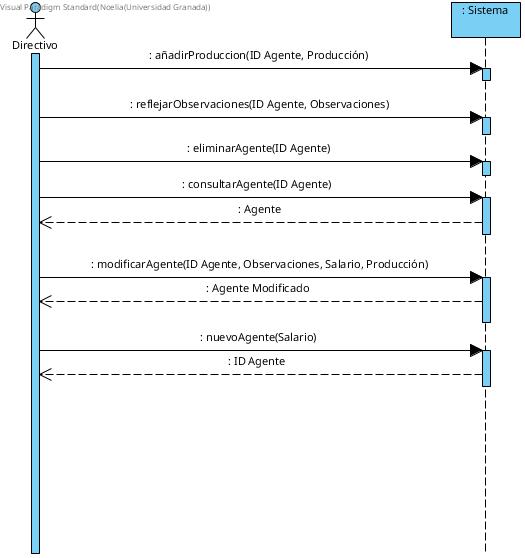 Visual Paradigm Standard(Noelia(Universidad Granada))
: Sistema
Directivo
: añadirProduccion(ID Agente, Producción)
: reflejarObservaciones(ID Agente, Observaciones)
: eliminarAgente(ID Agente)
: consultarAgente(ID Agente)
: Agente
: modificarAgente(ID Agente, Observaciones, Salario, Producción)
: Agente Modificado
: nuevoAgente(Salario)
: ID Agente